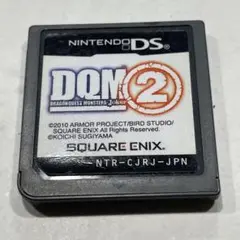 NINTENDO DS
DQM 2
DRAGONQUEST MONSTERS Joker
©2010 ARMOR PROJECT/BIRD STUDIO/
SQUARE ENIX All Rights Reserved.
©KOICHI SUGIYAMA
SQUARE ENIX
NTR-CJRJ-JPN